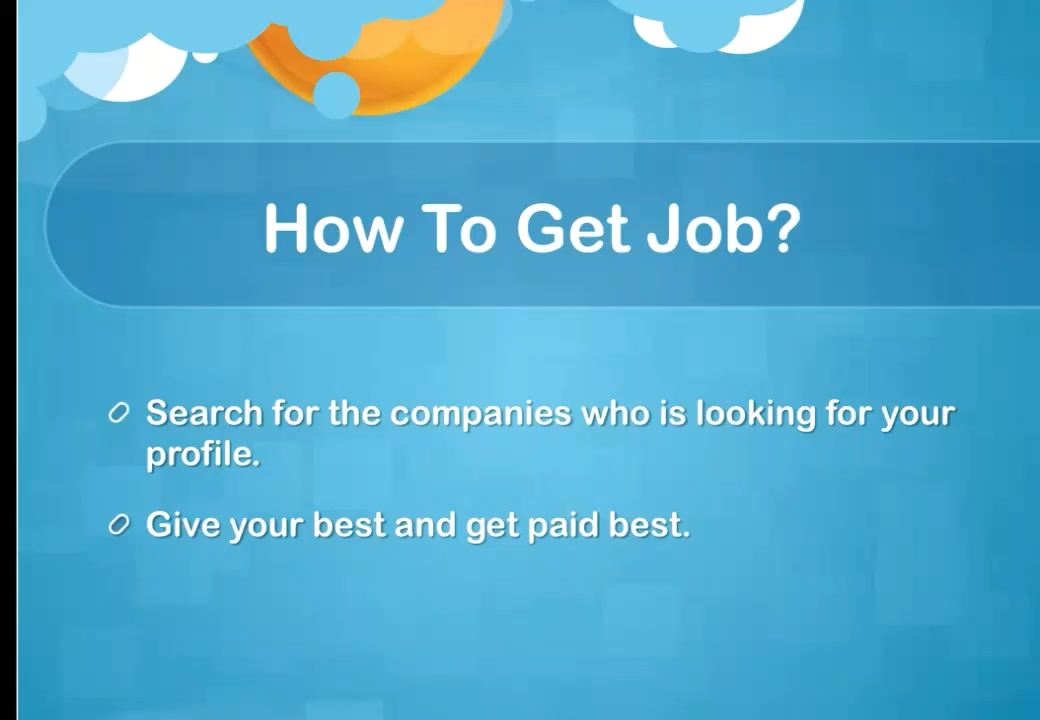 How To Get Job?
Search for the companies who is looking for your
profile.
Give your best and get paid best.